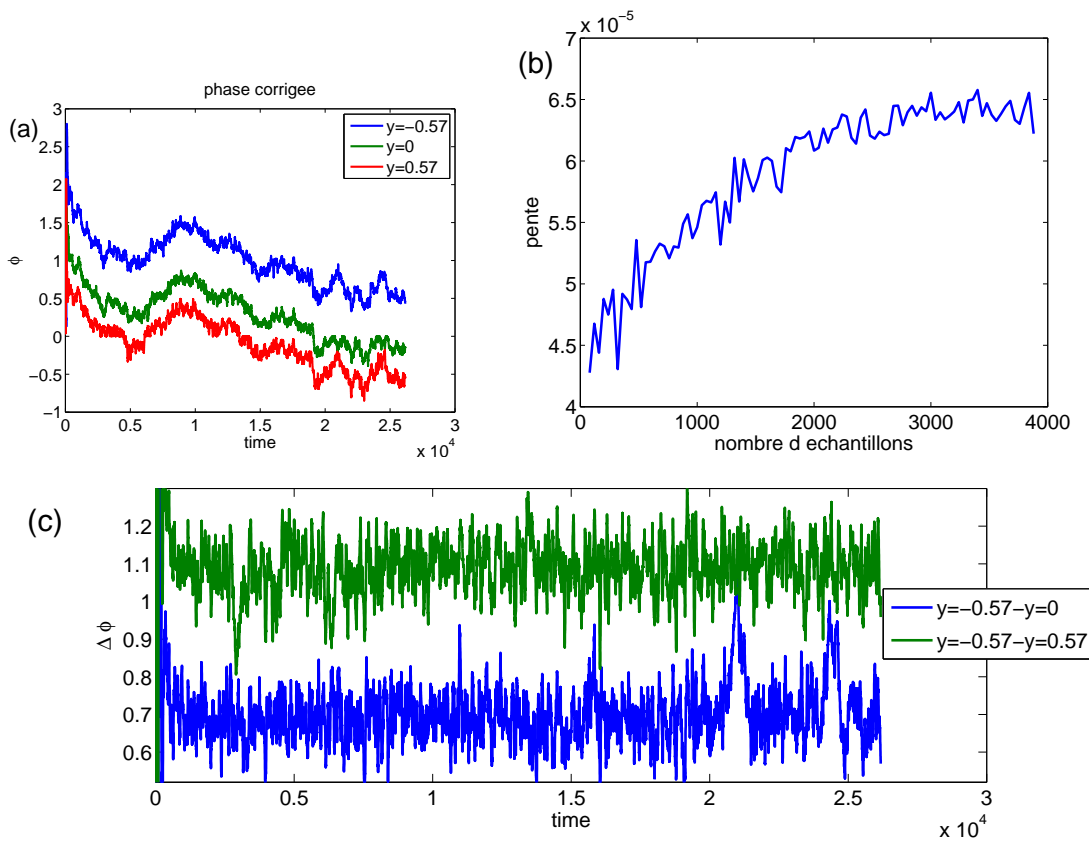 (a)
phase corrigee
3
2.5
2
1.5
1
0.5
0
−0.5
−1
ϕ
y=−0.57
y=0
y=0.57
0 0.5 1 1.5 2 2.5 3
time
x 10^4
(b)
x 10^−5
7
6.5
6
5.5
5
4.5
4
pente
0 1000 2000 3000 4000
nombre d echantillons
(c)
1.2
1.1
1
0.9
0.8
0.7
0.6
Δ ϕ
y=−0.57−y=0
y=−0.57−y=0.57
0 0.5 1 1.5 2 2.5 3
time
x 10^4